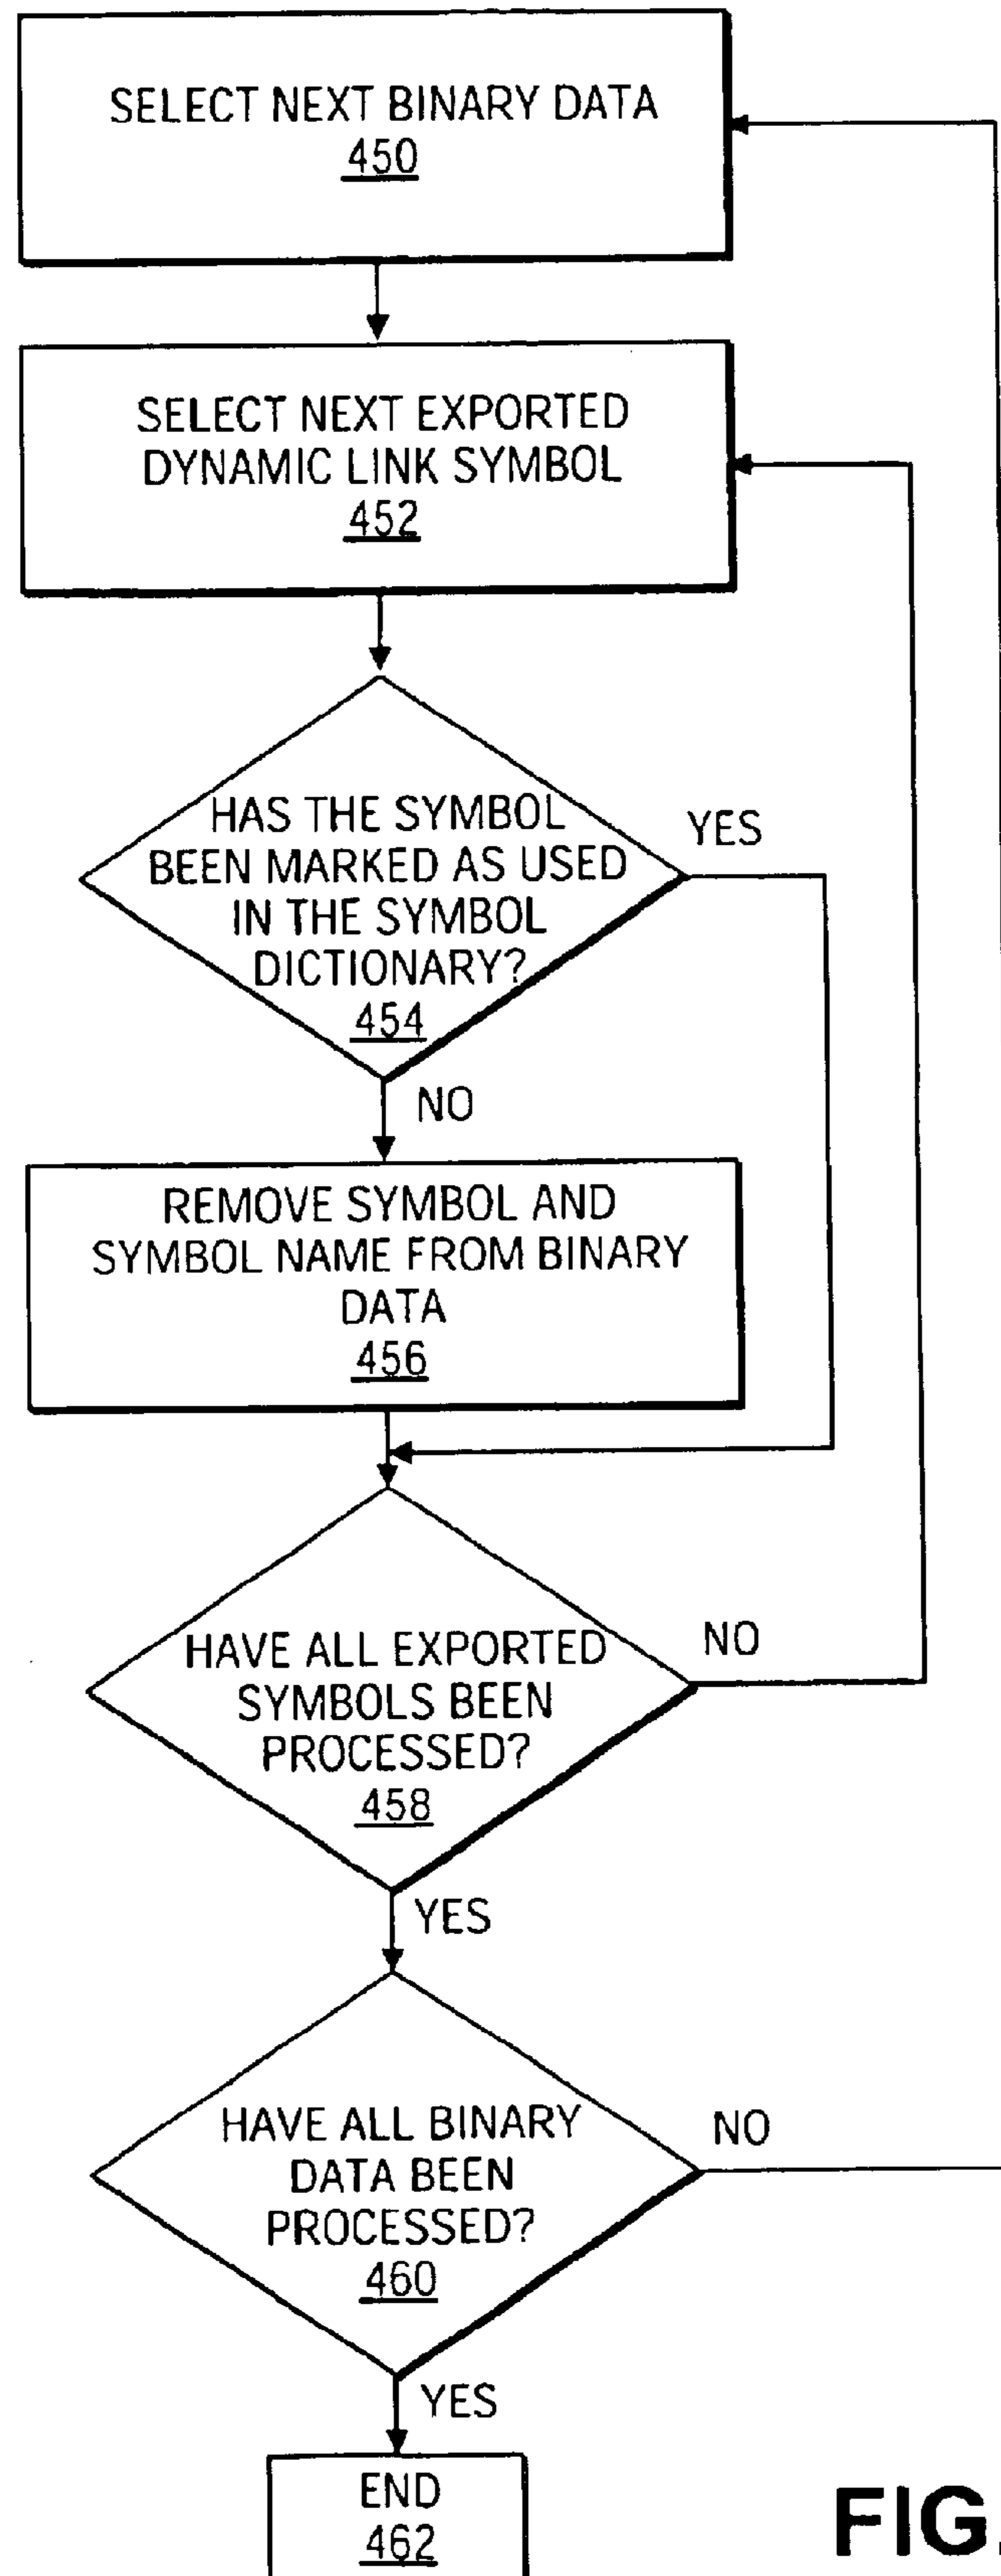 SELECT NEXT BINARY DATA
450
SELECT NEXT EXPORTED
DYNAMIC LINK SYMBOL
452
HAS THE SYMBOL
BEEN MARKED AS USED
IN THE SYMBOL
DICTIONARY?
454
YES
NO
REMOVE SYMBOL AND
SYMBOL NAME FROM BINARY
DATA
456
HAVE ALL EXPORTED
SYMBOLS BEEN
PROCESSED?
458
NO
YES
HAVE ALL BINARY
DATA BEEN
PROCESSED?
460
NO
YES
END
462
FIG.